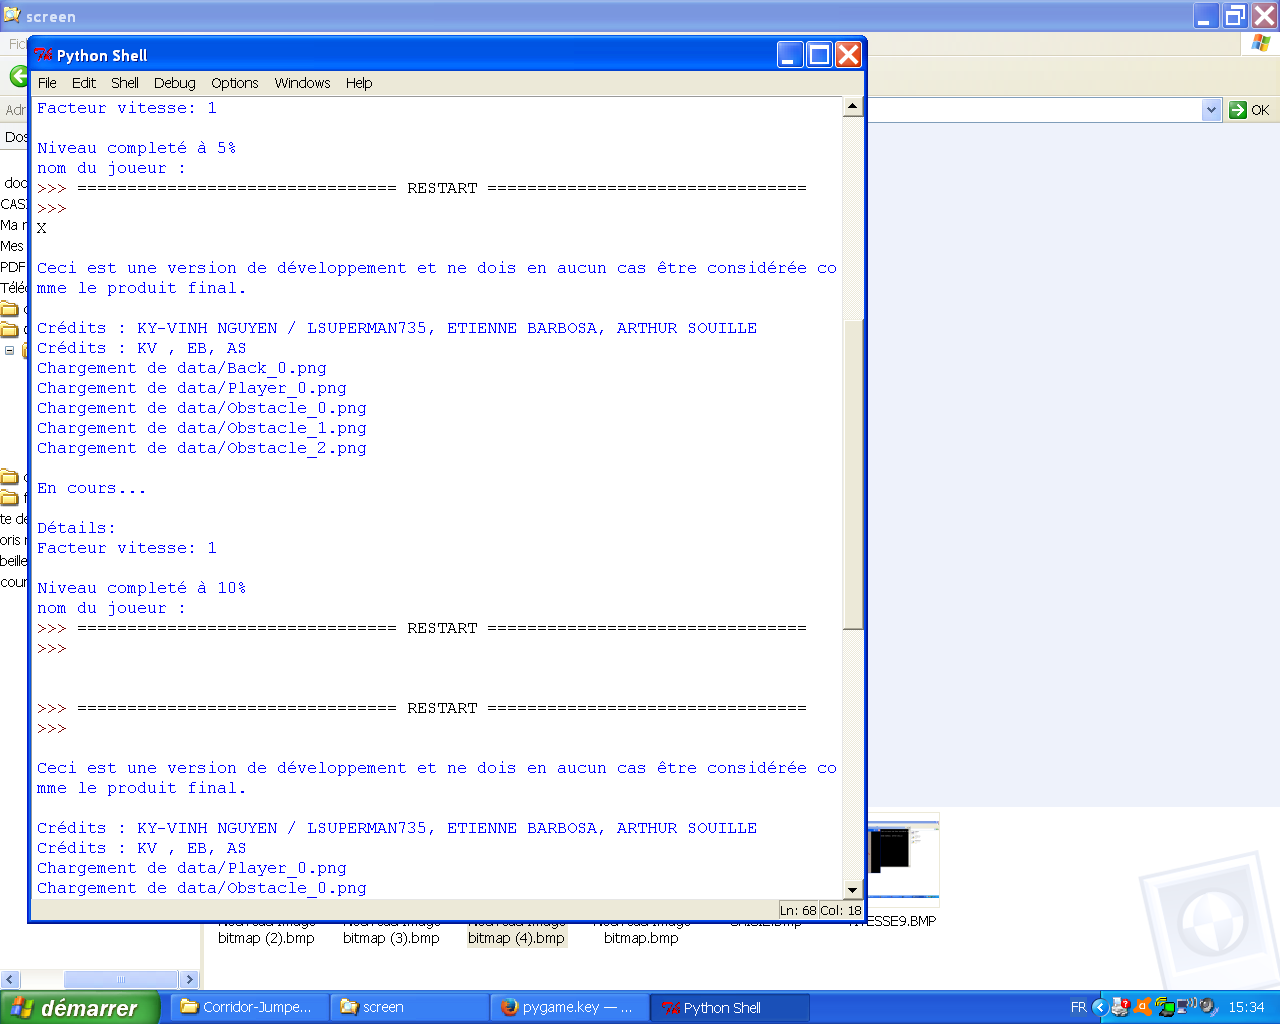 screen
Python Shell
File Edit Shell Debug Options Windows Help
Facteur vitesse: 1
Niveau completé à 5%
nom du joueur :
>>> ================================ RESTART ================================
>>>
X
Ceci est une version de développement et ne dois en aucun cas être considérée co
mme le produit final.
Crédits : KY-VINH NGUYEN / LSUPERMAN735, ETIENNE BARBOSA, ARTHUR SOUILLE
Crédits : KV , EB, AS
Chargement de data/Back_0.png
Chargement de data/Player_0.png
Chargement de data/Obstacle_0.png
Chargement de data/Obstacle_1.png
Chargement de data/Obstacle_2.png
En cours...
Détails:
Facteur vitesse: 1
Niveau completé à 10%
nom du joueur :
>>> ================================ RESTART ================================
>>>
>>> ================================ RESTART ================================
>>>
Ceci est une version de développement et ne dois en aucun cas être considérée co
mme le produit final.
Crédits : KY-VINH NGUYEN / LSUPERMAN735, ETIENNE BARBOSA, ARTHUR SOUILLE
Crédits : KV , EB, AS
Chargement de data/Player_0.png
Chargement de data/Obstacle_0.png
Ln: 68 Col: 18
OK
Ma
Mes
PDF
bitmap (2).bmp
bitmap (3).bmp
bitmap (4).bmp
bitmap.bmp
démarrer
Corridor-Jumpe...
screen
pygame.key — ...
Python Shell
FR
15:34